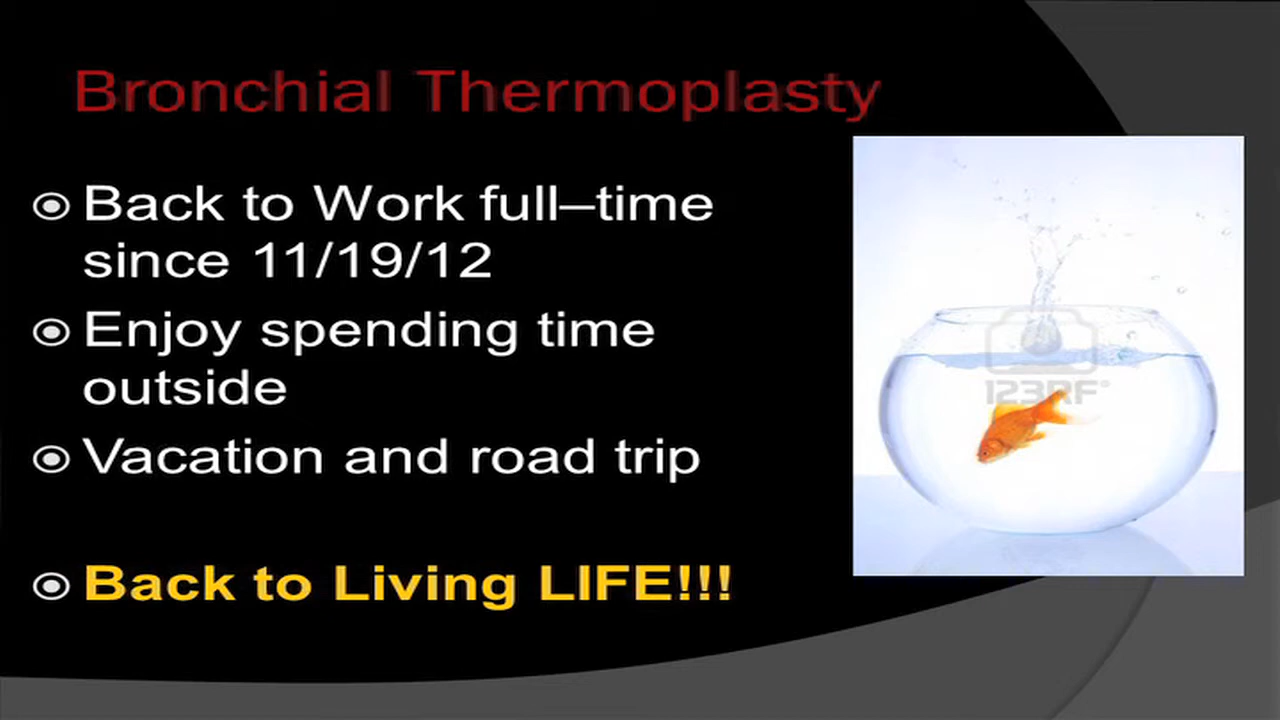 Bronchial Thermoplasty
Back to Work full–time
since 11/19/12
Enjoy spending time
outside
Vacation and road trip
Back to Living LIFE!!!
123RF